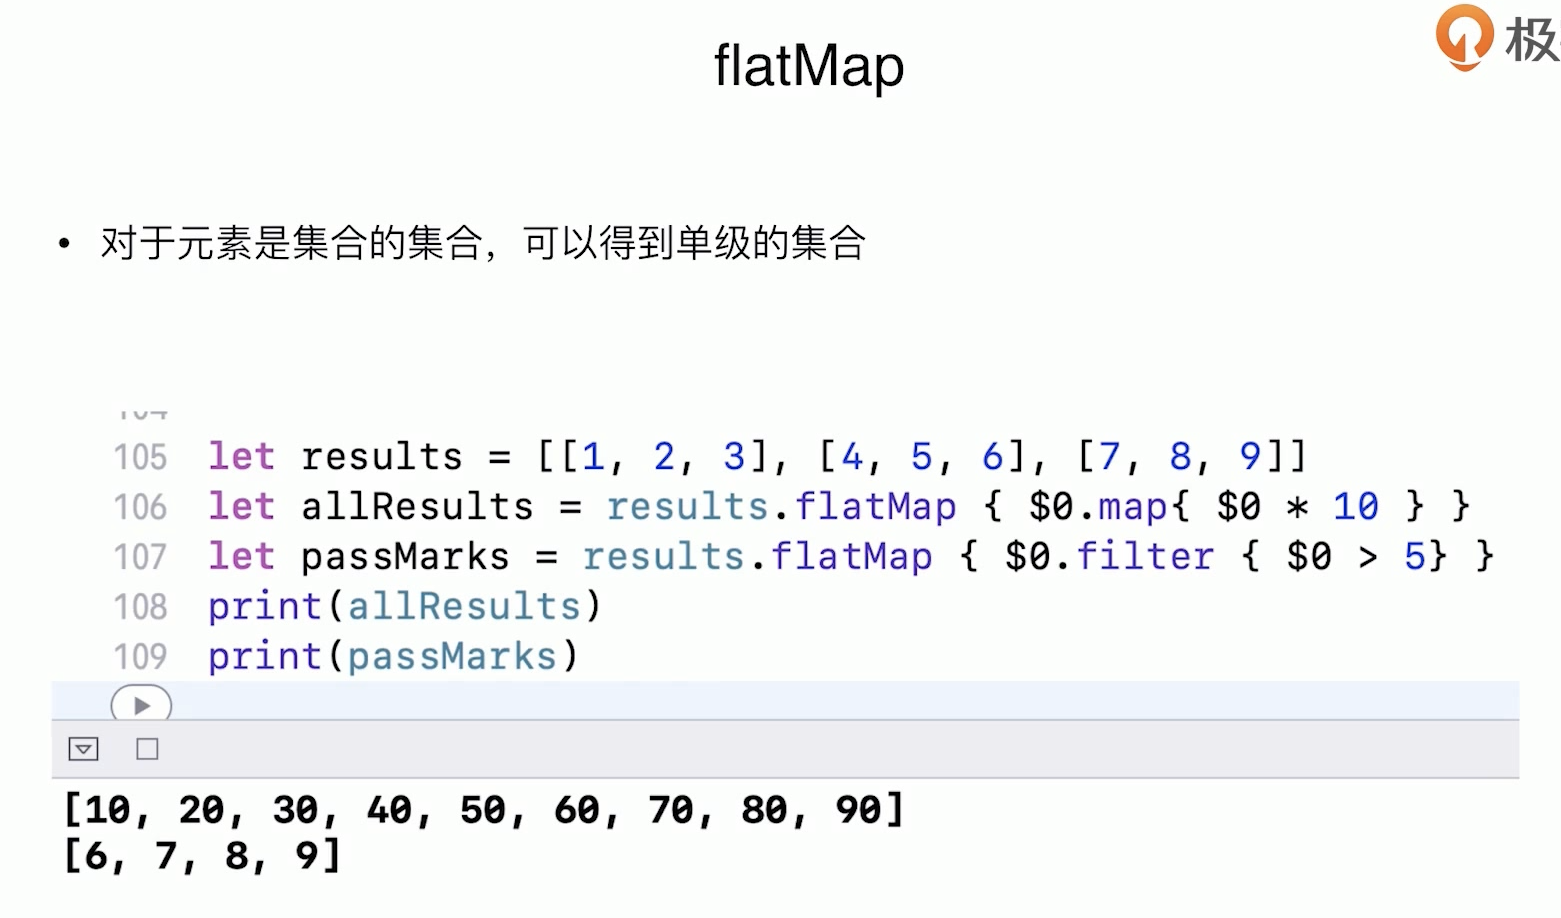 极
flatMap
• 对于元素是集合的集合，可以得到单级的集合
104
105 let results = [[1, 2, 3], [4, 5, 6], [7, 8, 9]]
106 let allResults = results.flatMap { $0.map{ $0 * 10 } }
107 let passMarks = results.flatMap { $0.filter { $0 > 5} }
108 print(allResults)
109 print(passMarks)
[10, 20, 30, 40, 50, 60, 70, 80, 90]
[6, 7, 8, 9]